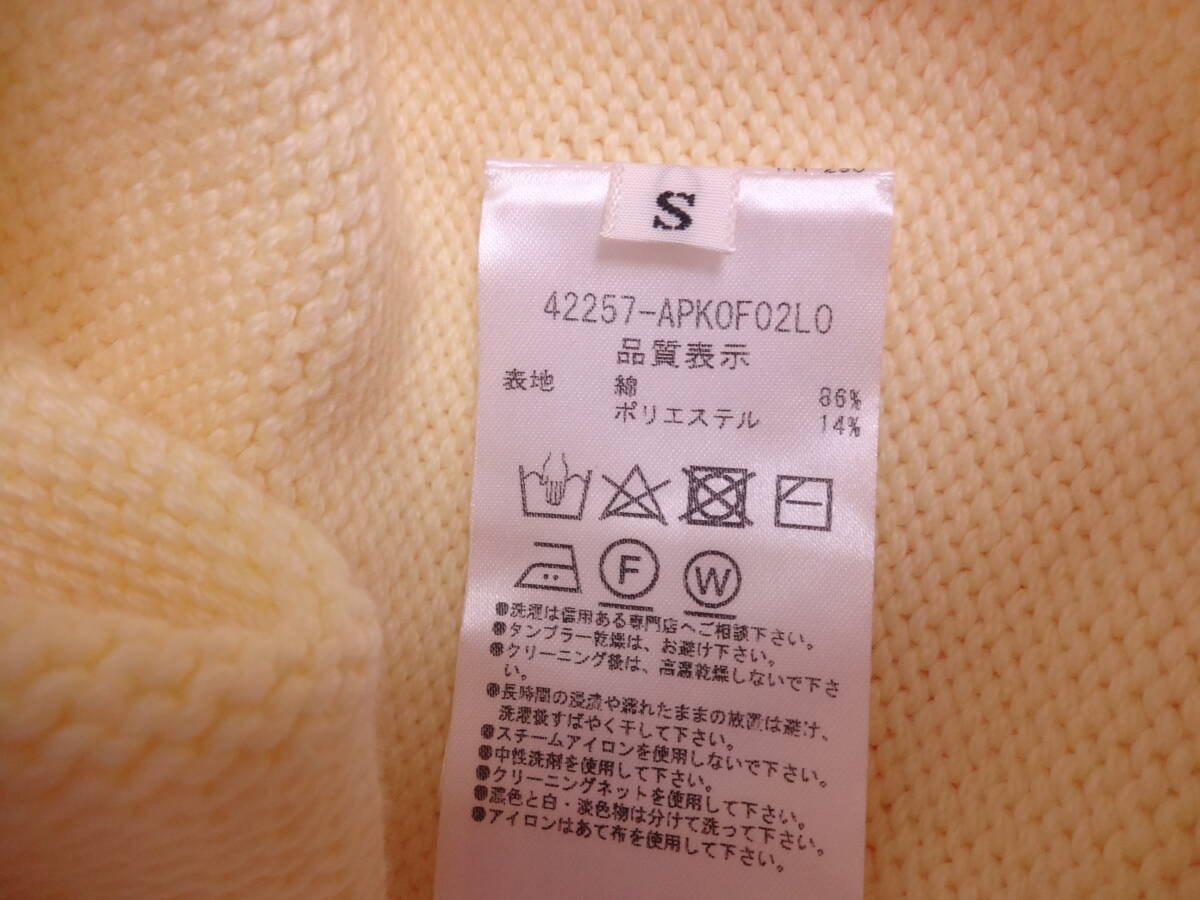 S
42257-APK0F02L0
品質表示
表地 綿 86%
ポリエステル 14%
F W
●洗濯は信用ある専門店へご相談下さい。
●タンブラー乾燥は、お避け下さい。
●クリーニング後は、高温乾燥しないで下さ
い。
●長時間の浸漬や濡れたままの放置は避け、
洗濯後すばやく干して下さい。
●スチームアイロンを使用しないで下さい。
●中性洗剤を使用して下さい。
●クリーニングネットを使用して下さい。
●濃色と白・淡色物は分けて洗って下さい。
●アイロンはあて布を使用して下さい。